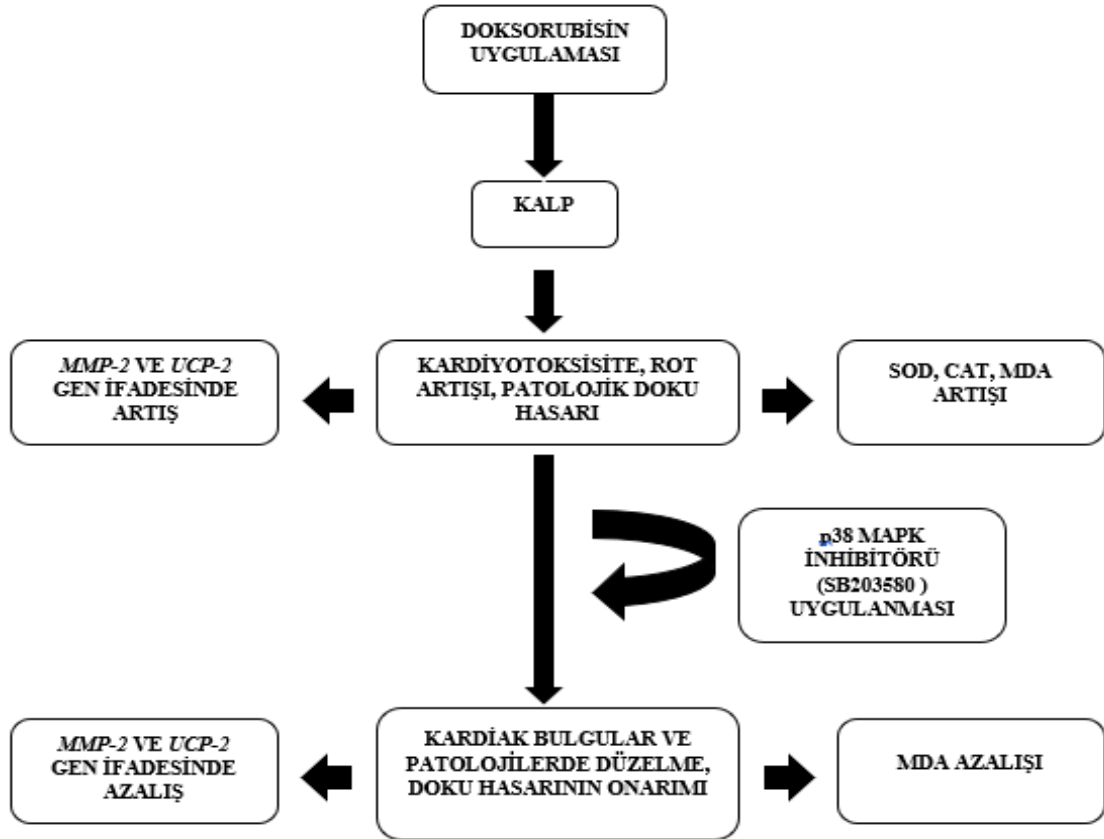 DOKSORUBİSİN
UYGULAMASI
KALP
MMP-2 VE UCP-2
GEN İFADESİNDE
ARTIŞ
KARDİYOTOKSİSİTE, ROT
ARTIŞI, PATOLOJİK DOKU
HASARI
SOD, CAT, MDA
ARTIŞI
p38 MAPK
İNHİBİTÖRÜ
(SB203580 )
UYGULANMASI
MMP-2 VE UCP-2
GEN İFADESİNDE
AZALIŞ
KARDİAK BULGULAR VE
PATOLOJİLERDE DÜZELME,
DOKU HASARININ ONARIMI
MDA AZALIŞI